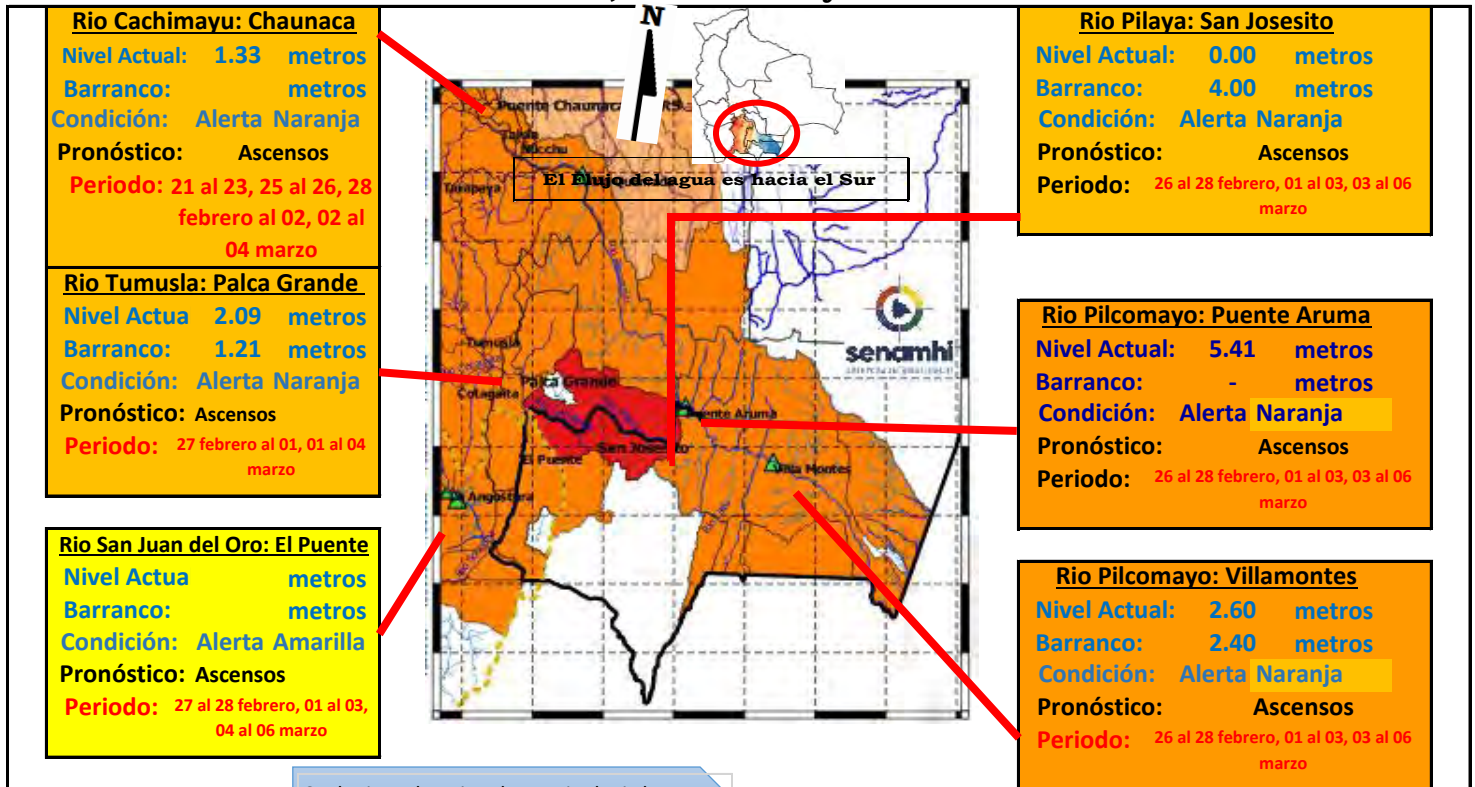 Rio Cachimayu: Chaunaca
Nivel Actual: 1.33 metros
Barranco: metros
Condición: Alerta Naranja
Pronóstico: Ascensos
Periodo: 21 al 23, 25 al 26, 28
febrero al 02, 02 al
04 marzo
Rio Tumusla: Palca Grande
Nivel Actua 2.09 metros
Barranco: 1.21 metros
Condición: Alerta Naranja
Pronóstico: Ascensos
Periodo: 27 febrero al 01, 01 al 04
marzo
Rio San Juan del Oro: El Puente
Nivel Actua metros
Barranco: metros
Condición: Alerta Amarilla
Pronóstico: Ascensos
Periodo: 27 al 28 febrero, 01 al 03,
04 al 06 marzo
N
Puente Chaunaca
Talula
Nucchu
Tarapaya
El Flujo del agua es hacia el Sur
senamhi
Tumusla
Palca Grande
Cotagaita
Puente Aruma
San Josesito
El Puente
Villa Montes
Angostura
Rio Pilaya: San Josesito
Nivel Actual: 0.00 metros
Barranco: 4.00 metros
Condición: Alerta Naranja
Pronóstico: Ascensos
Periodo: 26 al 28 febrero, 01 al 03, 03 al 06
marzo
Rio Pilcomayo: Puente Aruma
Nivel Actual: 5.41 metros
Barranco: - metros
Condición: Alerta Naranja
Pronóstico: Ascensos
Periodo: 26 al 28 febrero, 01 al 03, 03 al 06
marzo
Rio Pilcomayo: Villamontes
Nivel Actual: 2.60 metros
Barranco: 2.40 metros
Condición: Alerta Naranja
Pronóstico: Ascensos
Periodo: 26 al 28 febrero, 01 al 03, 03 al 06
marzo